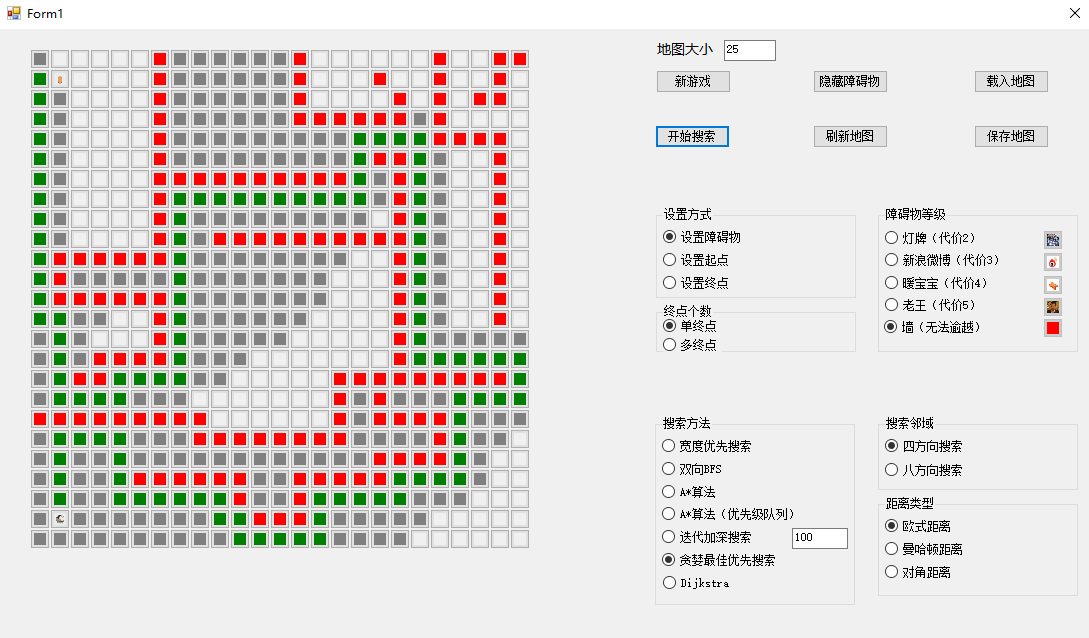 Form1
地图大小 25
新游戏 隐藏障碍物 载入地图
开始搜索 刷新地图 保存地图
设置方式
设置障碍物
设置起点
设置终点
终点个数
单终点
多终点
障碍物等级
灯牌（代价2）
新浪微博（代价3）
暖宝宝（代价4）
老王（代价5）
墙（无法逾越）
搜索方法
宽度优先搜索
双向BFS
A*算法
A*算法（优先级队列）
迭代加深搜索 100
贪婪最佳优先搜索
Dijkstra
搜索邻域
四方向搜索
八方向搜索
距离类型
欧式距离
曼哈顿距离
对角距离